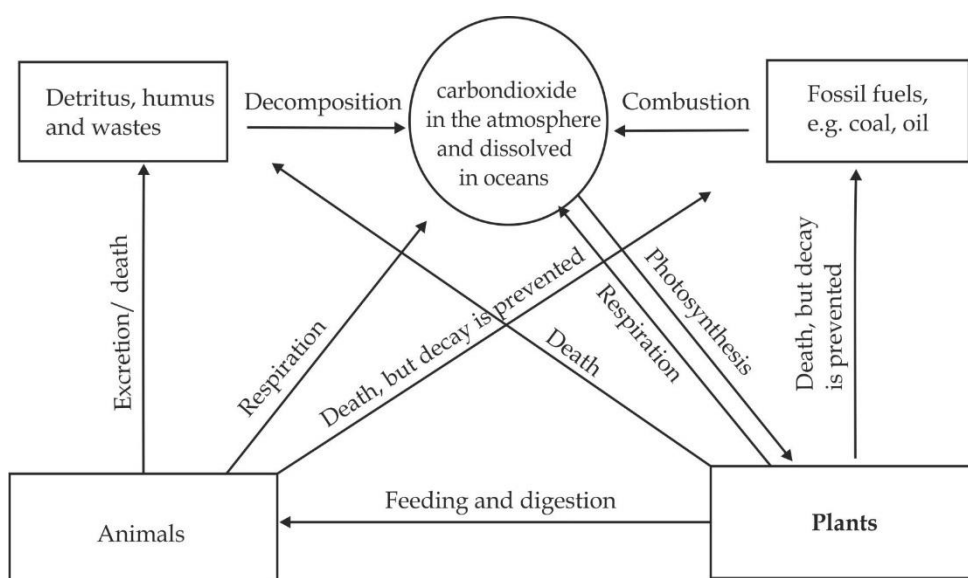 Detritus, humus
and wastes
Decomposition
carbondioxide
in the atmosphere
and dissolved
in oceans
Combustion
Fossil fuels,
e.g. coal, oil
Excretion/ death
Respiration
Death, but decay is prevented
Death
Respiration
Photosynthesis
Death, but decay
is prevented
Animals
Feeding and digestion
Plants